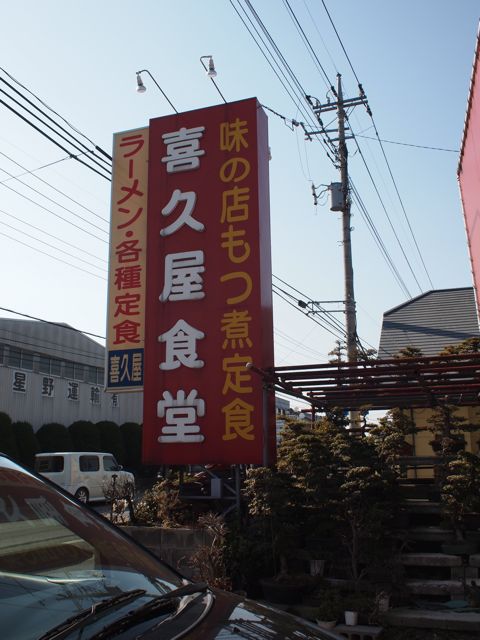 味の店もつ煮定食
喜久屋食堂
ラーメン・各種定食
喜久屋
星野運輸